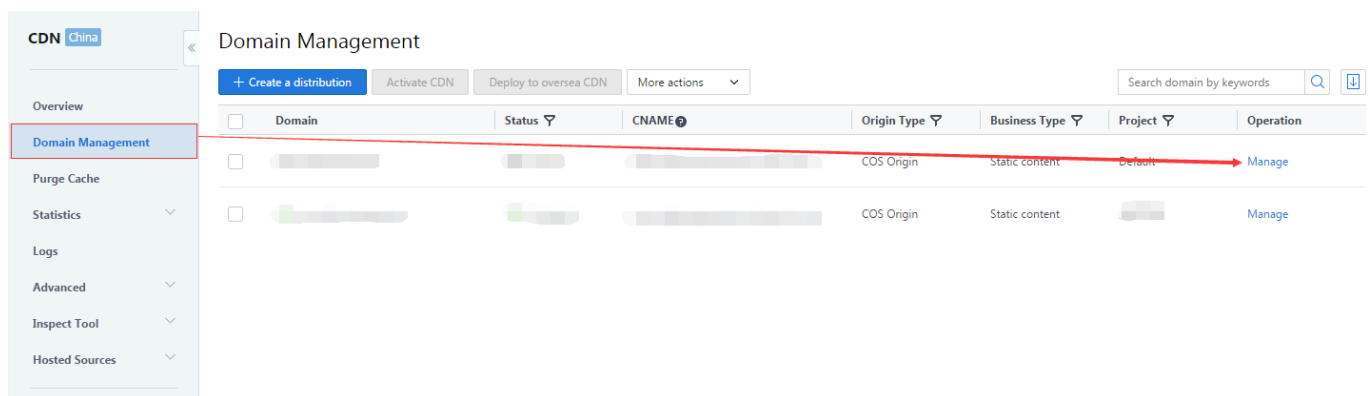 CDN China
Domain Management
+ Create a distribution Activate CDN Deploy to oversea CDN More actions Search domain by keywords
Overview
Domain Management
Purge Cache
Statistics
Logs
Advanced
Inspect Tool
Hosted Sources
Domain Status CNAME Origin Type Business Type Project Operation
COS Origin Static content Default Manage
COS Origin Static content Manage